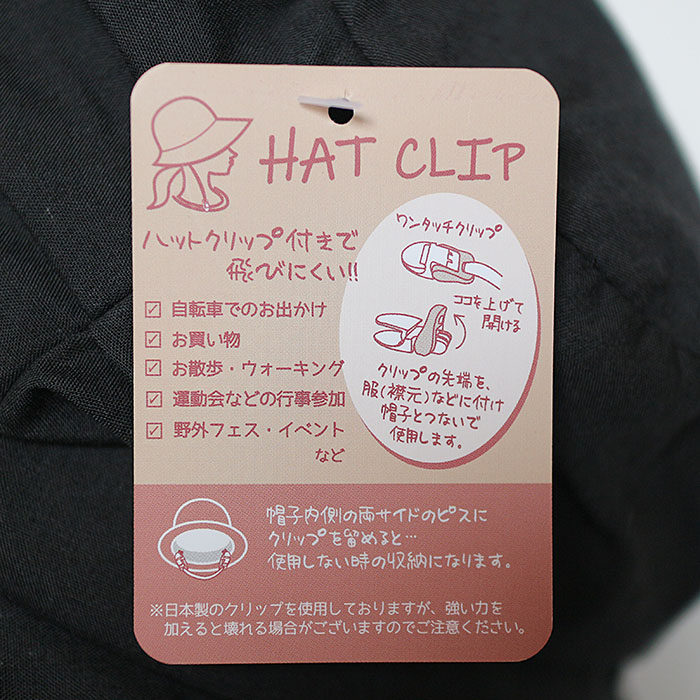 HAT CLIP
ハットクリップ付きで
飛びにくい!!
☑ 自転車でのお出かけ
☑ お買い物
☑ お散歩・ウォーキング
☑ 運動会などの行事参加
☑ 野外フェス・イベント
など
ワンタッチクリップ
ココを上げて
開ける
クリップの先端を、
服(襟元)などに付け
帽子とつないで
使用します。
帽子内側の両サイドのピスに
クリップを留めると…
使用しない時の収納になります。
※日本製のクリップを使用しておりますが、強い力を
加えると壊れる場合がございますのでご注意ください。